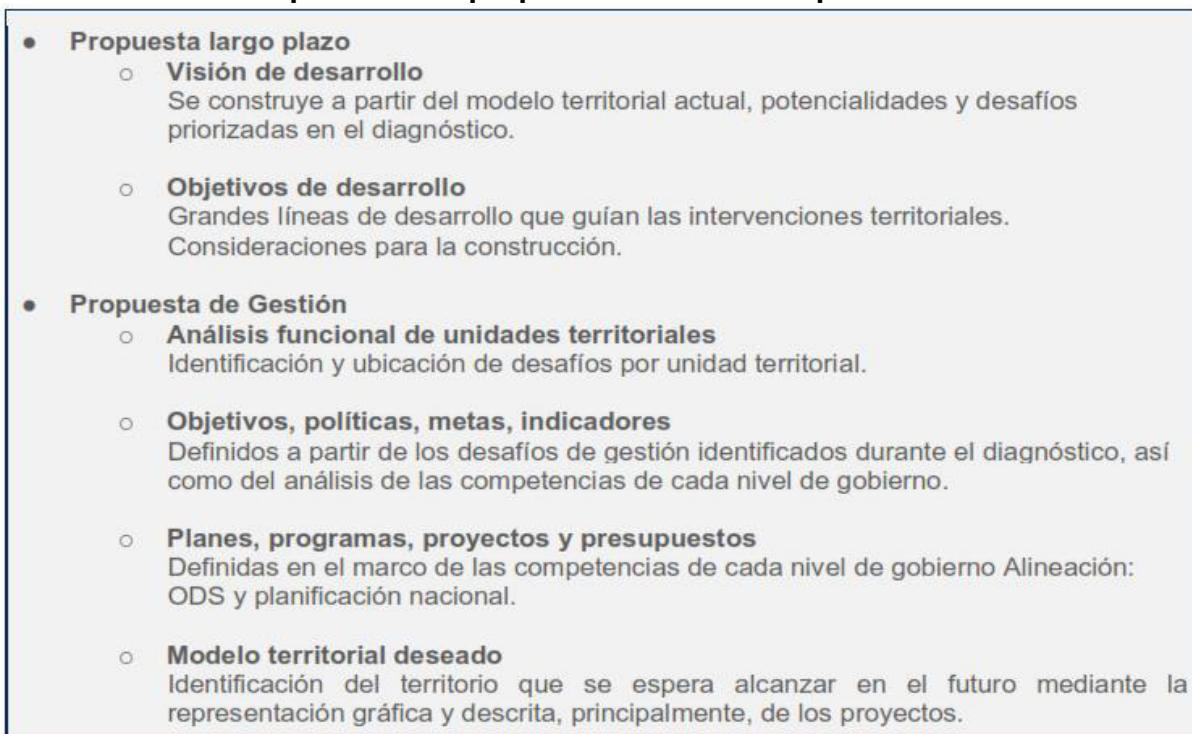 ● Propuesta largo plazo
○ Visión de desarrollo
Se construye a partir del modelo territorial actual, potencialidades y desafíos
priorizadas en el diagnóstico.
○ Objetivos de desarrollo
Grandes líneas de desarrollo que guían las intervenciones territoriales.
Consideraciones para la construcción.
● Propuesta de Gestión
○ Análisis funcional de unidades territoriales
Identificación y ubicación de desafíos por unidad territorial.
○ Objetivos, políticas, metas, indicadores
Definidos a partir de los desafíos de gestión identificados durante el diagnóstico, así
como del análisis de las competencias de cada nivel de gobierno.
○ Planes, programas, proyectos y presupuestos
Definidas en el marco de las competencias de cada nivel de gobierno Alineación:
ODS y planificación nacional.
○ Modelo territorial deseado
Identificación del territorio que se espera alcanzar en el futuro mediante la
representación gráfica y descrita, principalmente, de los proyectos.